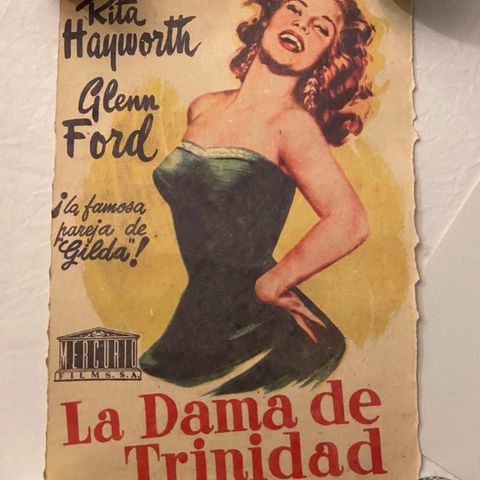 Rita
Hayworth
Glenn
Ford
¡la famosa
pareja de
"Gilda"!
MERCURIO
FILMS. S.A.
La Dama de
Trinidad